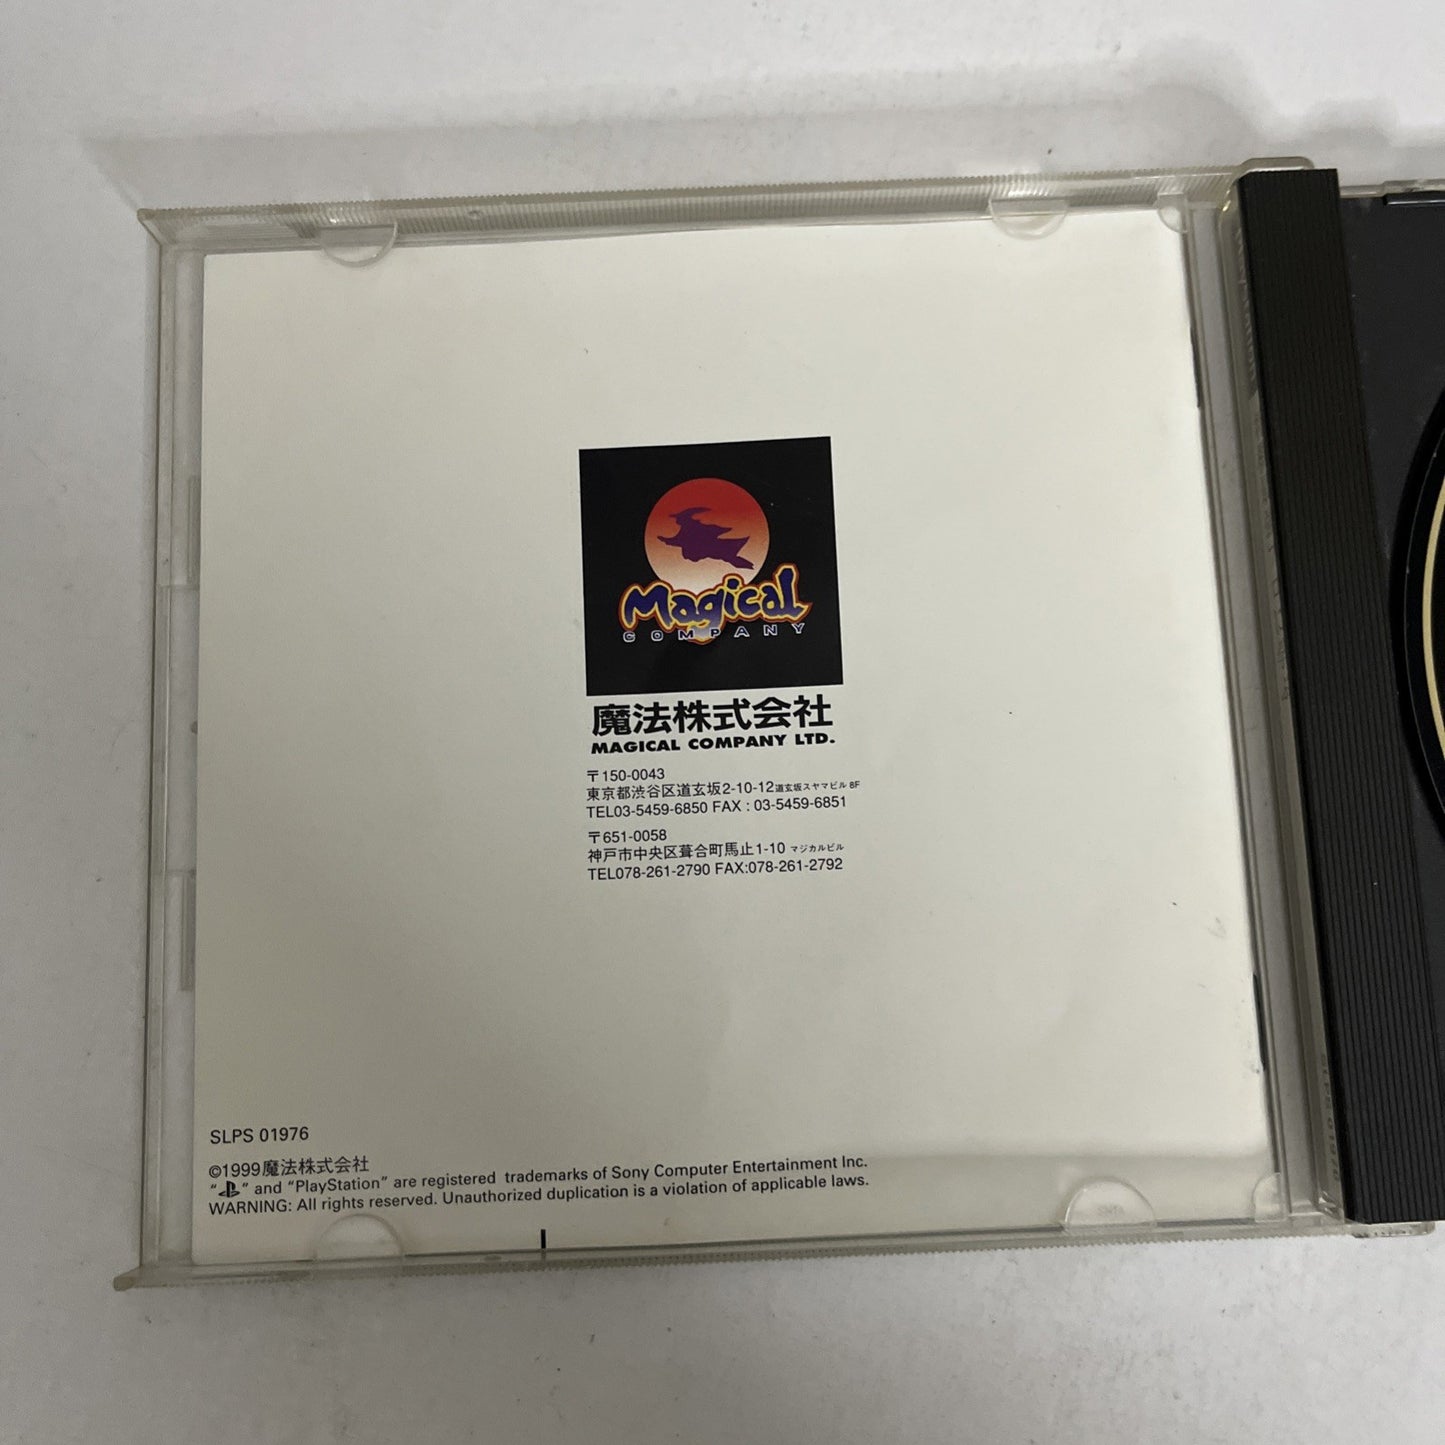 Magical
COMPANY
魔法株式会社
MAGICAL COMPANY LTD.
〒150-0043
東京都渋谷区道玄坂2-10-12道玄坂スヤマビル8F
TEL03-5459-6850 FAX : 03-5459-6851
〒651-0058
神戸市中央区葺合町馬止1-10 マジカルビル
TEL078-261-2790 FAX:078-261-2792
SLPS 01976
©1999魔法株式会社
“ ” and “PlayStation” are registered trademarks of Sony Computer Entertainment Inc.
WARNING: All rights reserved. Unauthorized duplication is a violation of applicable laws.
SLPS 01976